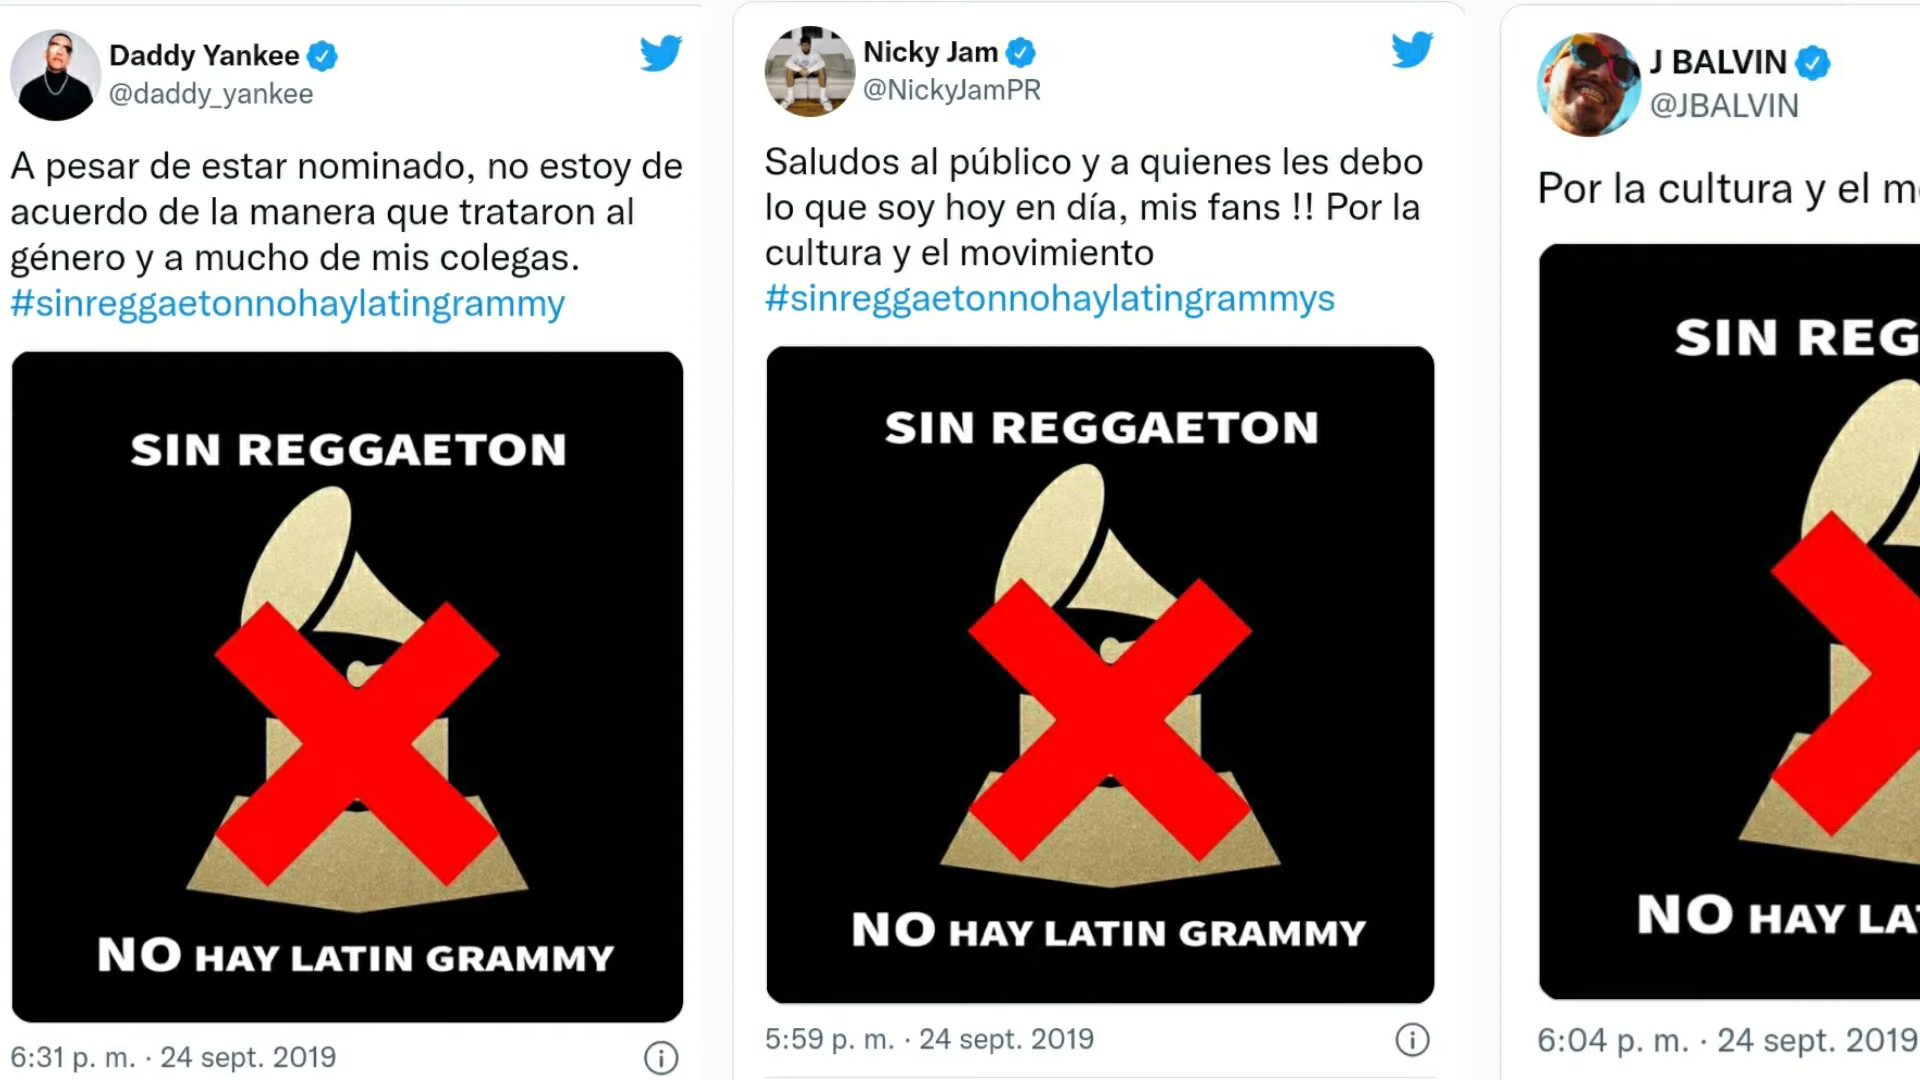 Daddy Yankee
@daddy_yankee
A pesar de estar nominado, no estoy de
acuerdo de la manera que trataron al
género y a mucho de mis colegas.
#sinreggaetonnohaylatingrammy
SIN REGGAETON
NO HAY LATIN GRAMMY
6:31 p. m. · 24 sept. 2019
Nicky Jam
@NickyJamPR
Saludos al público y a quienes les debo
lo que soy hoy en día, mis fans !! Por la
cultura y el movimiento
#sinreggaetonnohaylatingrammys
SIN REGGAETON
NO HAY LATIN GRAMMY
5:59 p. m. · 24 sept. 2019
J BALVIN
@JBALVIN
Por la cultura y el
SIN
NO HAY
6:04 p. m. · 24 sept. 2019